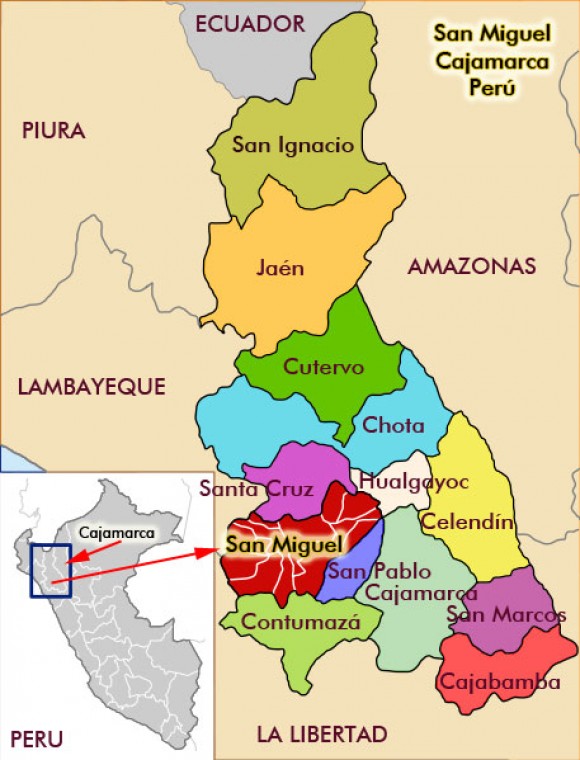 ECUADOR
San Miguel
Cajamarca
Perú
PIURA
San Ignacio
Jaén
AMAZONAS
Cutervo
LAMBAYEQUE
Chota
Hualgayoc
Santa Cruz
Celendín
Cajamarca
San Miguel
San Pablo
Cajamarca
San Marcos
Contumazá
Cajabamba
LA LIBERTAD
PERU